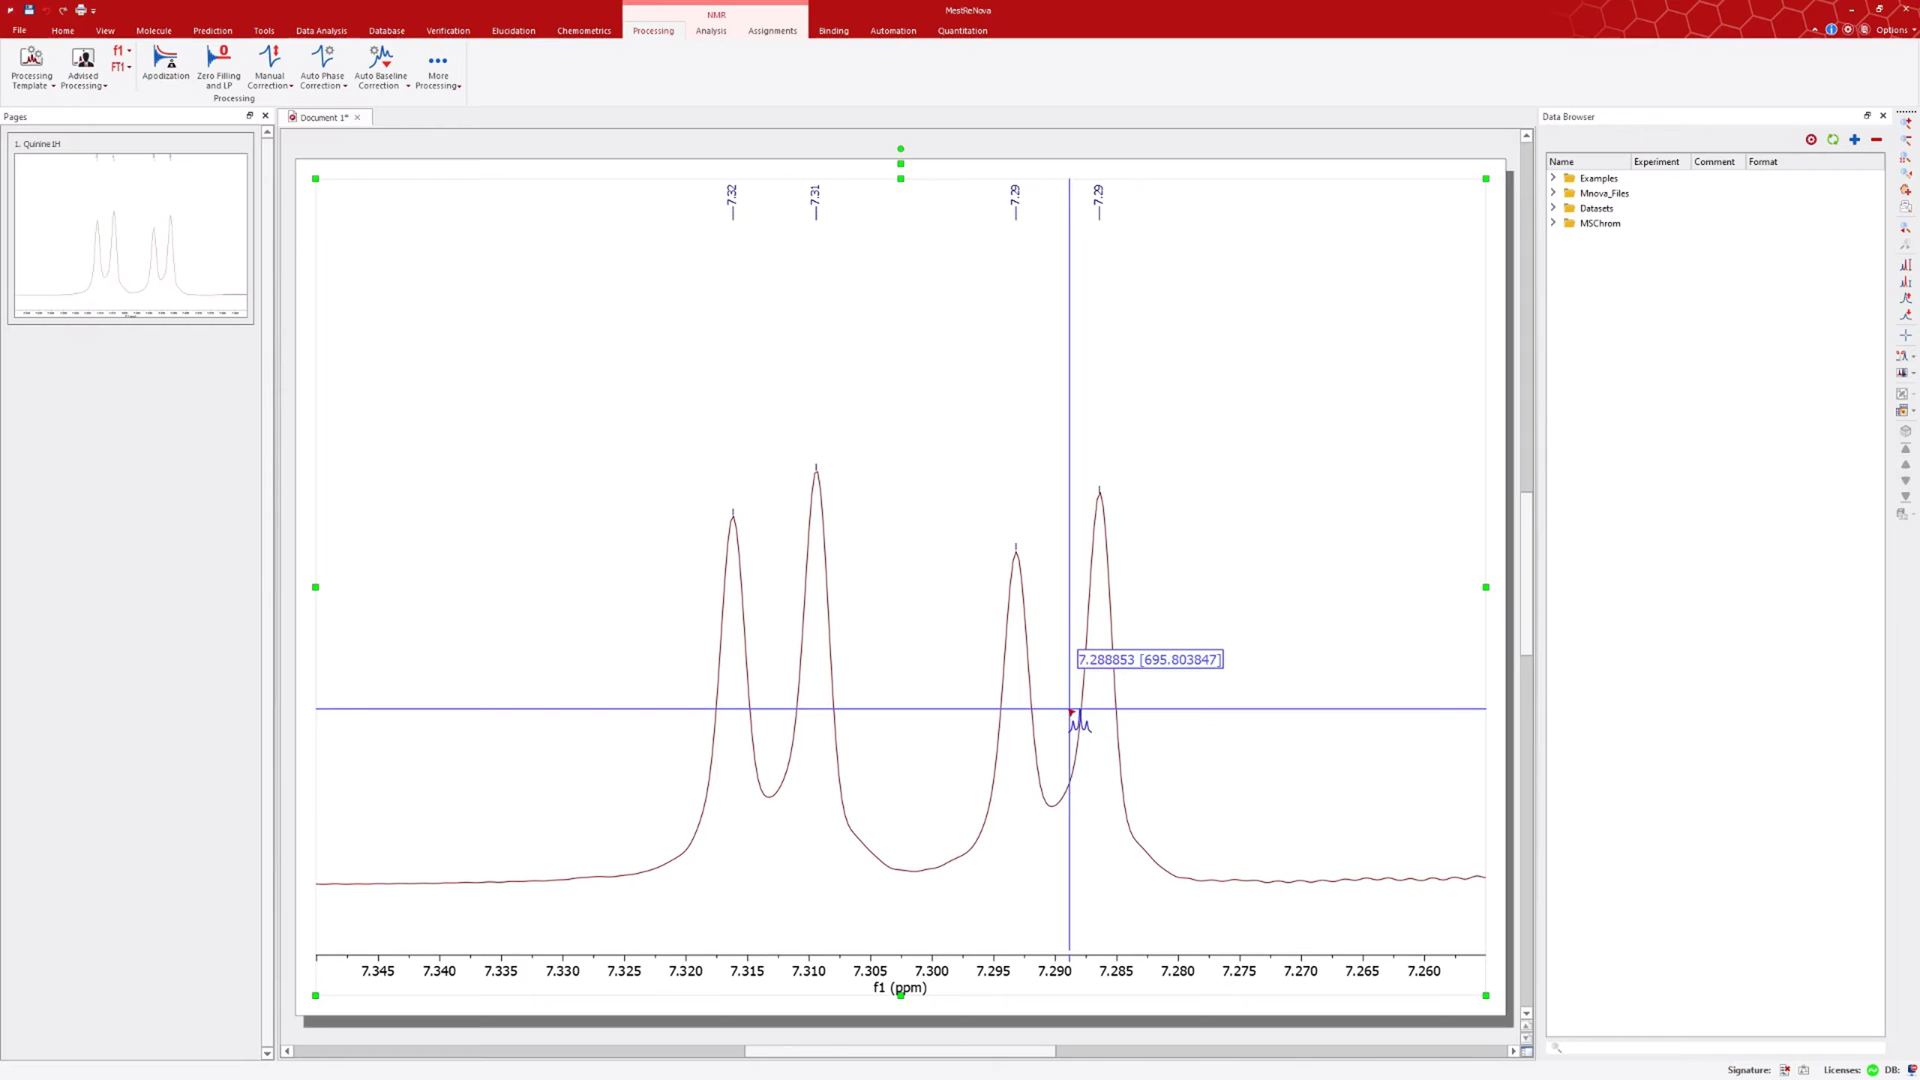 NMR
MestReNova
File Home View Molecule Prediction Tools Data Analysis Database Verification Elucidation Chemometrics Processing Analysis Assignments Binding Automation Quantitation Options
Processing Template
Advised Processing
f1
FT1
Apodization
Zero Filling and LP
Manual Correction
Auto Phase Correction
Auto Baseline Correction
More Processing
Processing
Pages
Document 1*
Data Browser
1. Quinine 1H
Name Experiment Comment Format
Examples
Mnova_Files
Datasets
MSChrom
7.32 7.31 7.29 7.29
7.288853 [695.803847]
7.345 7.340 7.335 7.330 7.325 7.320 7.315 7.310 7.305 7.300 7.295 7.290 7.285 7.280 7.275 7.270 7.265 7.260
f1 (ppm)
Signature: Licenses: DB: